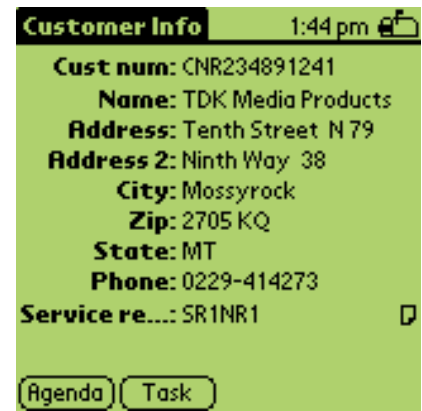 Customer Info 1:44 pm
Cust num: CNR234891241
Name: TDK Media Products
Address: Tenth Street N 79
Address 2: Ninth Way 38
City: Mossyrock
Zip: 2705 KQ
State: MT
Phone: 0229-414273
Service re...: SR1NR1
Agenda Task